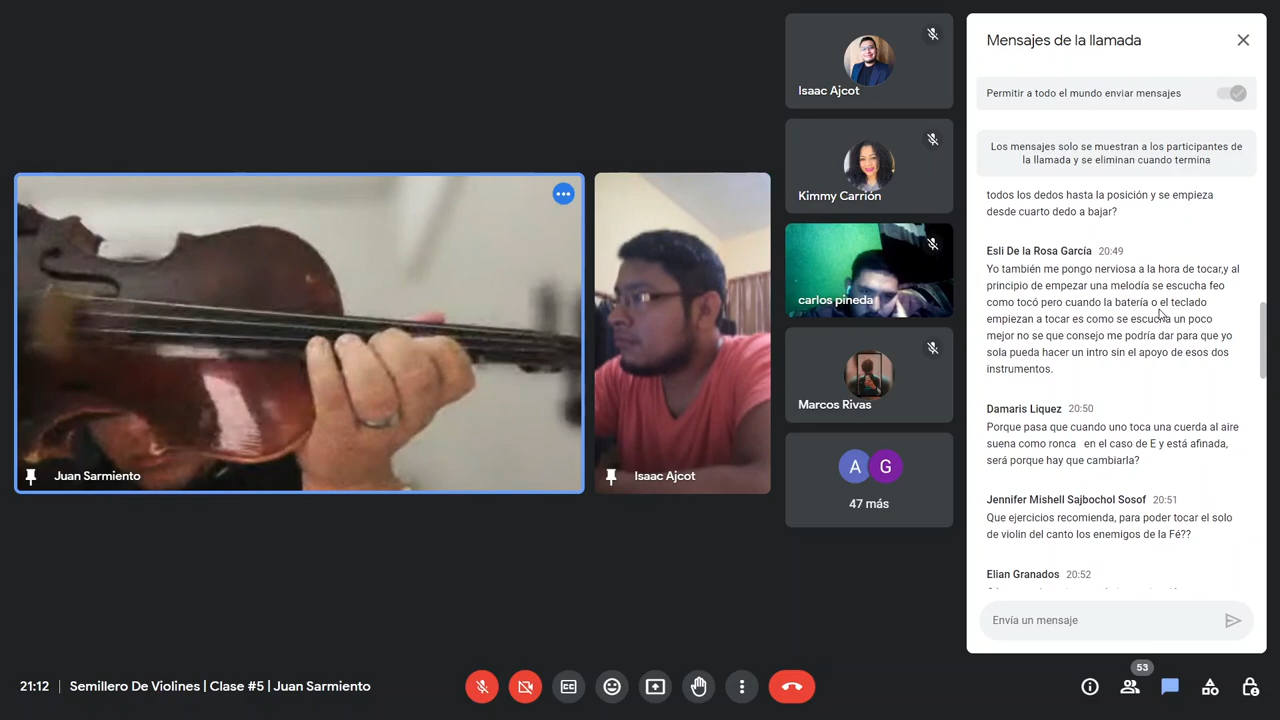 Juan Sarmiento
Isaac Ajcot
Isaac Ajcot
Kimmy Carrión
carlos pineda
Marcos Rivas
A G
47 más
Mensajes de la llamada
Permitir a todo el mundo enviar mensajes
Los mensajes solo se muestran a los participantes de
la llamada y se eliminan cuando termina
todos los dedos hasta la posición y se empieza
desde cuarto dedo a bajar?
Esli De la Rosa García 20:49
Yo también me pongo nerviosa a la hora de tocar,y al
principio de empezar una melodía se escucha feo
como tocó pero cuando la batería o el teclado
empiezan a tocar es como se escucha un poco
mejor no se que consejo me podría dar para que yo
sola pueda hacer un intro sin el apoyo de esos dos
instrumentos.
Damaris Liquez 20:50
Porque pasa que cuando uno toca una cuerda al aire
suena como ronca en el caso de E y está afinada,
será porque hay que cambiarla?
Jennifer Mishell Sajbochol Sosof 20:51
Que ejercicios recomienda, para poder tocar el solo
de violin del canto los enemigos de la Fé??
Elian Granados 20:52
Envía un mensaje
21:12 | Semillero De Violines | Clase #5 | Juan Sarmiento
53